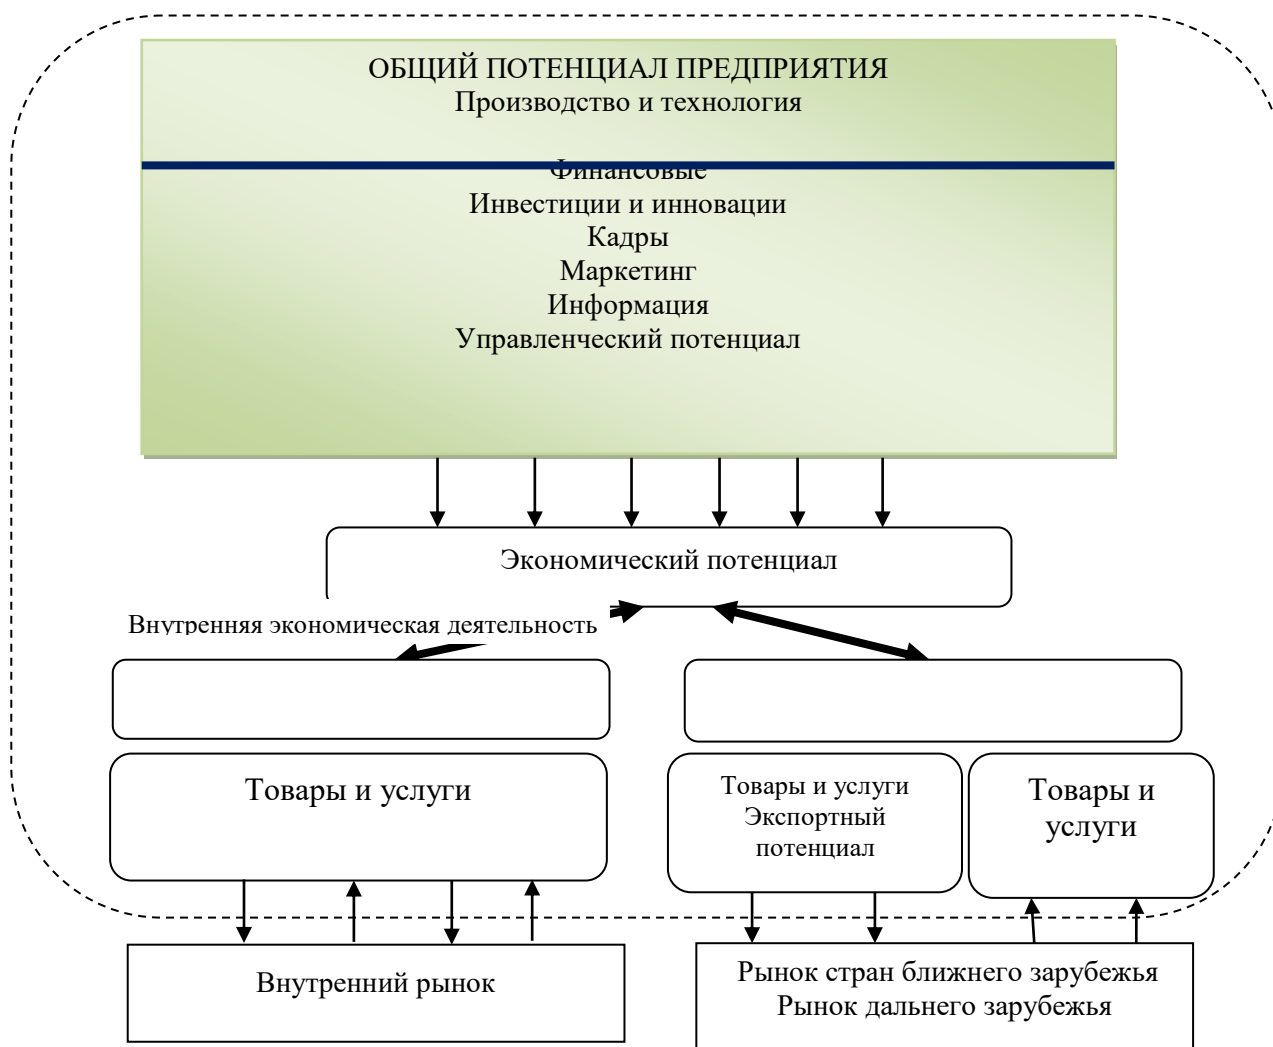 ОБЩИЙ ПОТЕНЦИАЛ ПРЕДПРИЯТИЯ
Производство и технология
Финансовые
Инвестиции и инновации
Кадры
Маркетинг
Информация
Управленческий потенциал
Экономический потенциал
Внутренняя экономическая деятельность
Товары и услуги
Товары и услуги
Экспортный
потенциал
Товары и
услуги
Внутренний рынок
Рынок стран ближнего зарубежья
Рынок дальнего зарубежья